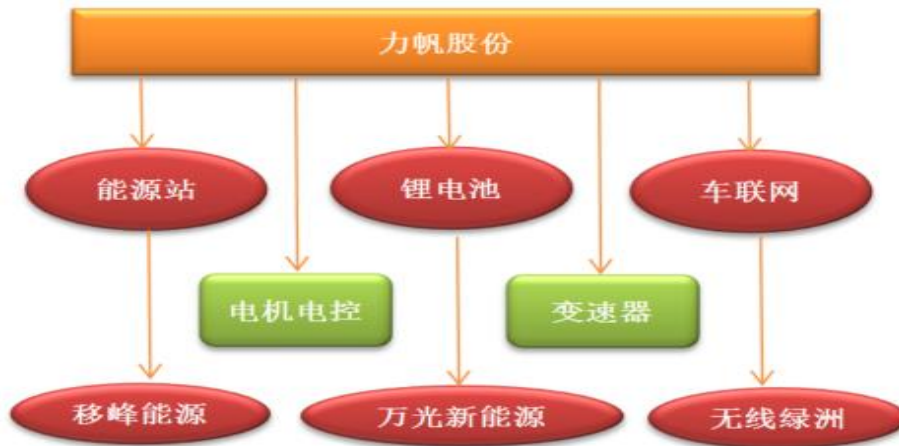 力帆股份
能源站
锂电池
车联网
电机电控
变速器
移峰能源
万光新能源
无线绿洲